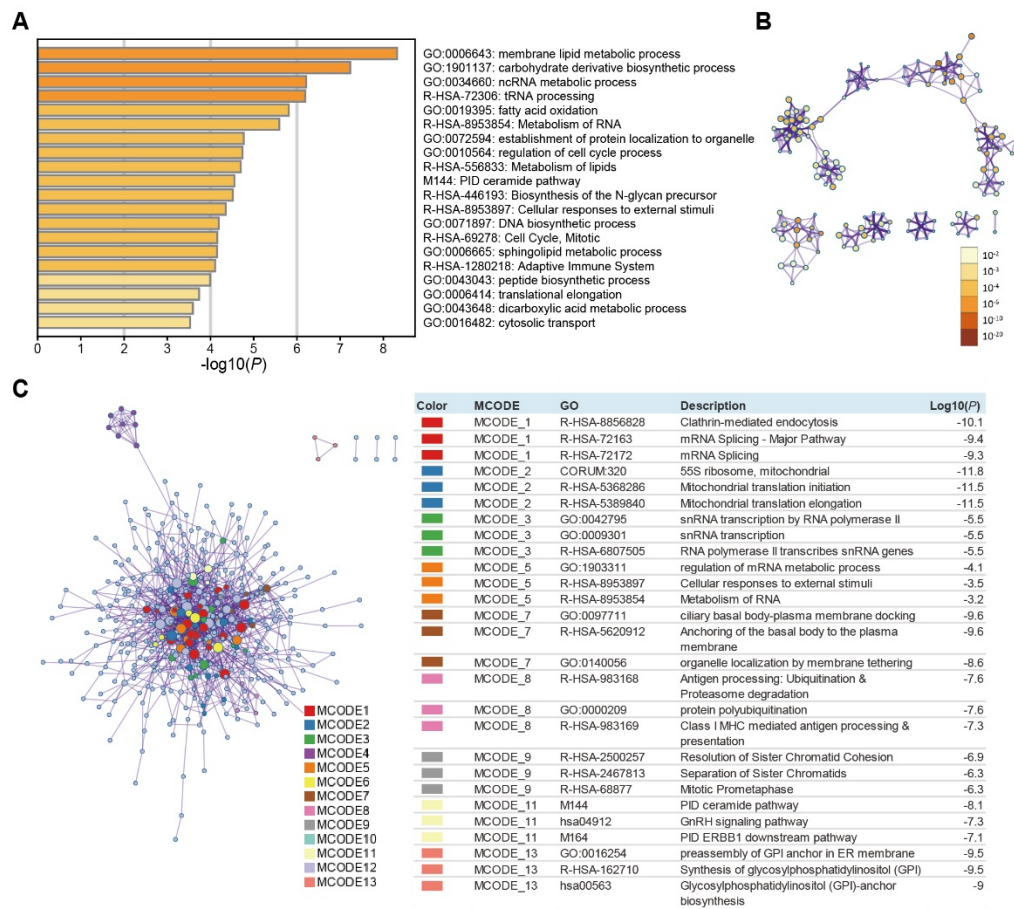 A
GO:0006643: membrane lipid metabolic process
GO:1901137: carbohydrate derivative biosynthetic process
GO:0034660: ncRNA metabolic process
R-HSA-72306: tRNA processing
GO:0019395: fatty acid oxidation
R-HSA-8953854: Metabolism of RNA
GO:0072594: establishment of protein localization to organelle
GO:0010564: regulation of cell cycle process
R-HSA-556833: Metabolism of lipids
M144: PID ceramide pathway
R-HSA-446193: Biosynthesis of the N-glycan precursor
R-HSA-8953897: Cellular responses to external stimuli
GO:0071897: DNA biosynthetic process
R-HSA-69278: Cell Cycle, Mitotic
GO:0006665: sphingolipid metabolic process
R-HSA-1280218: Adaptive Immune System
GO:0043043: peptide biosynthetic process
GO:0006414: translational elongation
GO:0043648: dicarboxylic acid metabolic process
GO:0016482: cytosolic transport
0 1 2 3 4 5 6 7 8
-log10(P)
B
10-2
10-3
10-4
10-10
10-20
C
MCODE1
MCODE2
MCODE3
MCODE4
MCODE5
MCODE6
MCODE7
MCODE8
MCODE9
MCODE10
MCODE11
MCODE12
MCODE13
Color MCODE GO Description Log10(P)
MCODE_1 R-HSA-8856828 Clathrin-mediated endocytosis -10.1
MCODE_1 R-HSA-72163 mRNA Splicing - Major Pathway -9.4
MCODE_1 R-HSA-72172 mRNA Splicing -9.3
MCODE_2 CORUM:320 55S ribosome, mitochondrial -11.8
MCODE_2 R-HSA-5368286 Mitochondrial translation initiation -11.5
MCODE_2 R-HSA-5389840 Mitochondrial translation elongation -11.5
MCODE_3 GO:0042795 snRNA transcription by RNA polymerase II -5.5
MCODE_3 GO:0009301 snRNA transcription -5.5
MCODE_3 R-HSA-6807505 RNA polymerase II transcribes snRNA genes -5.5
MCODE_5 GO:1903311 regulation of mRNA metabolic process -4.1
MCODE_5 R-HSA-8953897 Cellular responses to external stimuli -3.5
MCODE_5 R-HSA-8953854 Metabolism of RNA -3.2
MCODE_7 GO:0097711 ciliary basal body-plasma membrane docking -9.6
MCODE_7 R-HSA-5620912 Anchoring of the basal body to the plasma -9.6
membrane
MCODE_7 GO:0140056 organelle localization by membrane tethering -8.6
MCODE_8 R-HSA-983168 Antigen processing: Ubiquitination & -7.6
Proteasome degradation
MCODE_8 GO:0000209 protein polyubiquitination -7.6
MCODE_8 R-HSA-983169 Class I MHC mediated antigen processing & -7.3
presentation
MCODE_9 R-HSA-2500257 Resolution of Sister Chromatid Cohesion -6.9
MCODE_9 R-HSA-2467813 Separation of Sister Chromatids -6.3
MCODE_9 R-HSA-68877 Mitotic Prometaphase -6.3
MCODE_11 M144 PID ceramide pathway -8.1
MCODE_11 hsa04912 GnRH signaling pathway -7.3
MCODE_11 M164 PID ERBB1 downstream pathway -7.1
MCODE_13 GO:0016254 preassembly of GPI anchor in ER membrane -9.5
MCODE_13 R-HSA-162710 Synthesis of glycosylphosphatidylinositol (GPI) -9.5
MCODE_13 hsa00563 Glycosylphosphatidylinositol (GPI)-anchor -9
biosynthesis